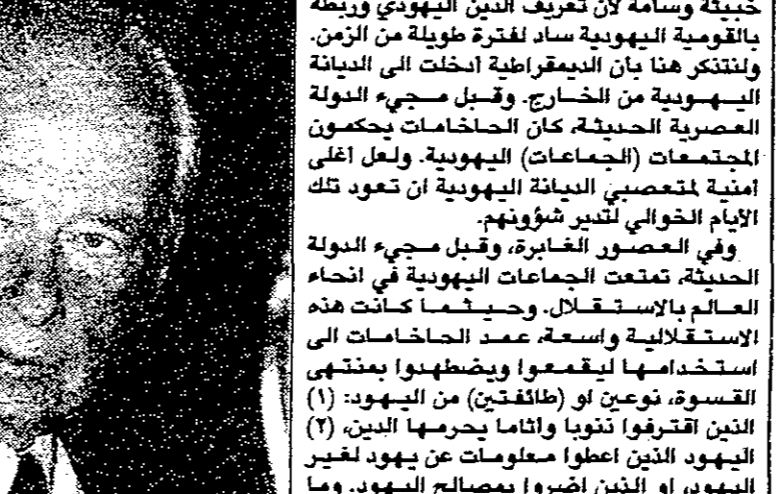 خبيثة وسامة لأن تعريف الدين اليهودي وربطه
بالقومية اليهودية ساد لفترة طويلة من الزمن.
ولنتذكر هنا بأن الديمقراطية أدخلت الى الديانة
اليهودية من الخارج. وقبل مجيء الدولة
العصرية الحديثة، كان الحاخامات يحكمون
المجتمعات (الجماعات) اليهودية. ولعل أغلى
أمنية لمتعصبي الديانة اليهودية ان تعود تلك
الأيام الخوالي لتدير شؤونهم.
وفي العصور الغابرة، وقبل مجيء الدولة
الحديثة، تمتعت الجماعات اليهودية في انحاء
العالم بالاستقلال. وحيثما كانت هذه
الاستقلالية واسعة، عمد الحاخامات الى
استخدامها ليقمعوا ويضطهدوا بمنتهى
القسوة، نوعين او (طائفتين) من اليهود: (١)
الذين اقترفوا ذنوبا وآثاما يحرمها الدين، (٢)
اليهود الذين اعطوا معلومات عن يهود لغير
اليهود، او الذين اضروا بمصالح اليهود. وما